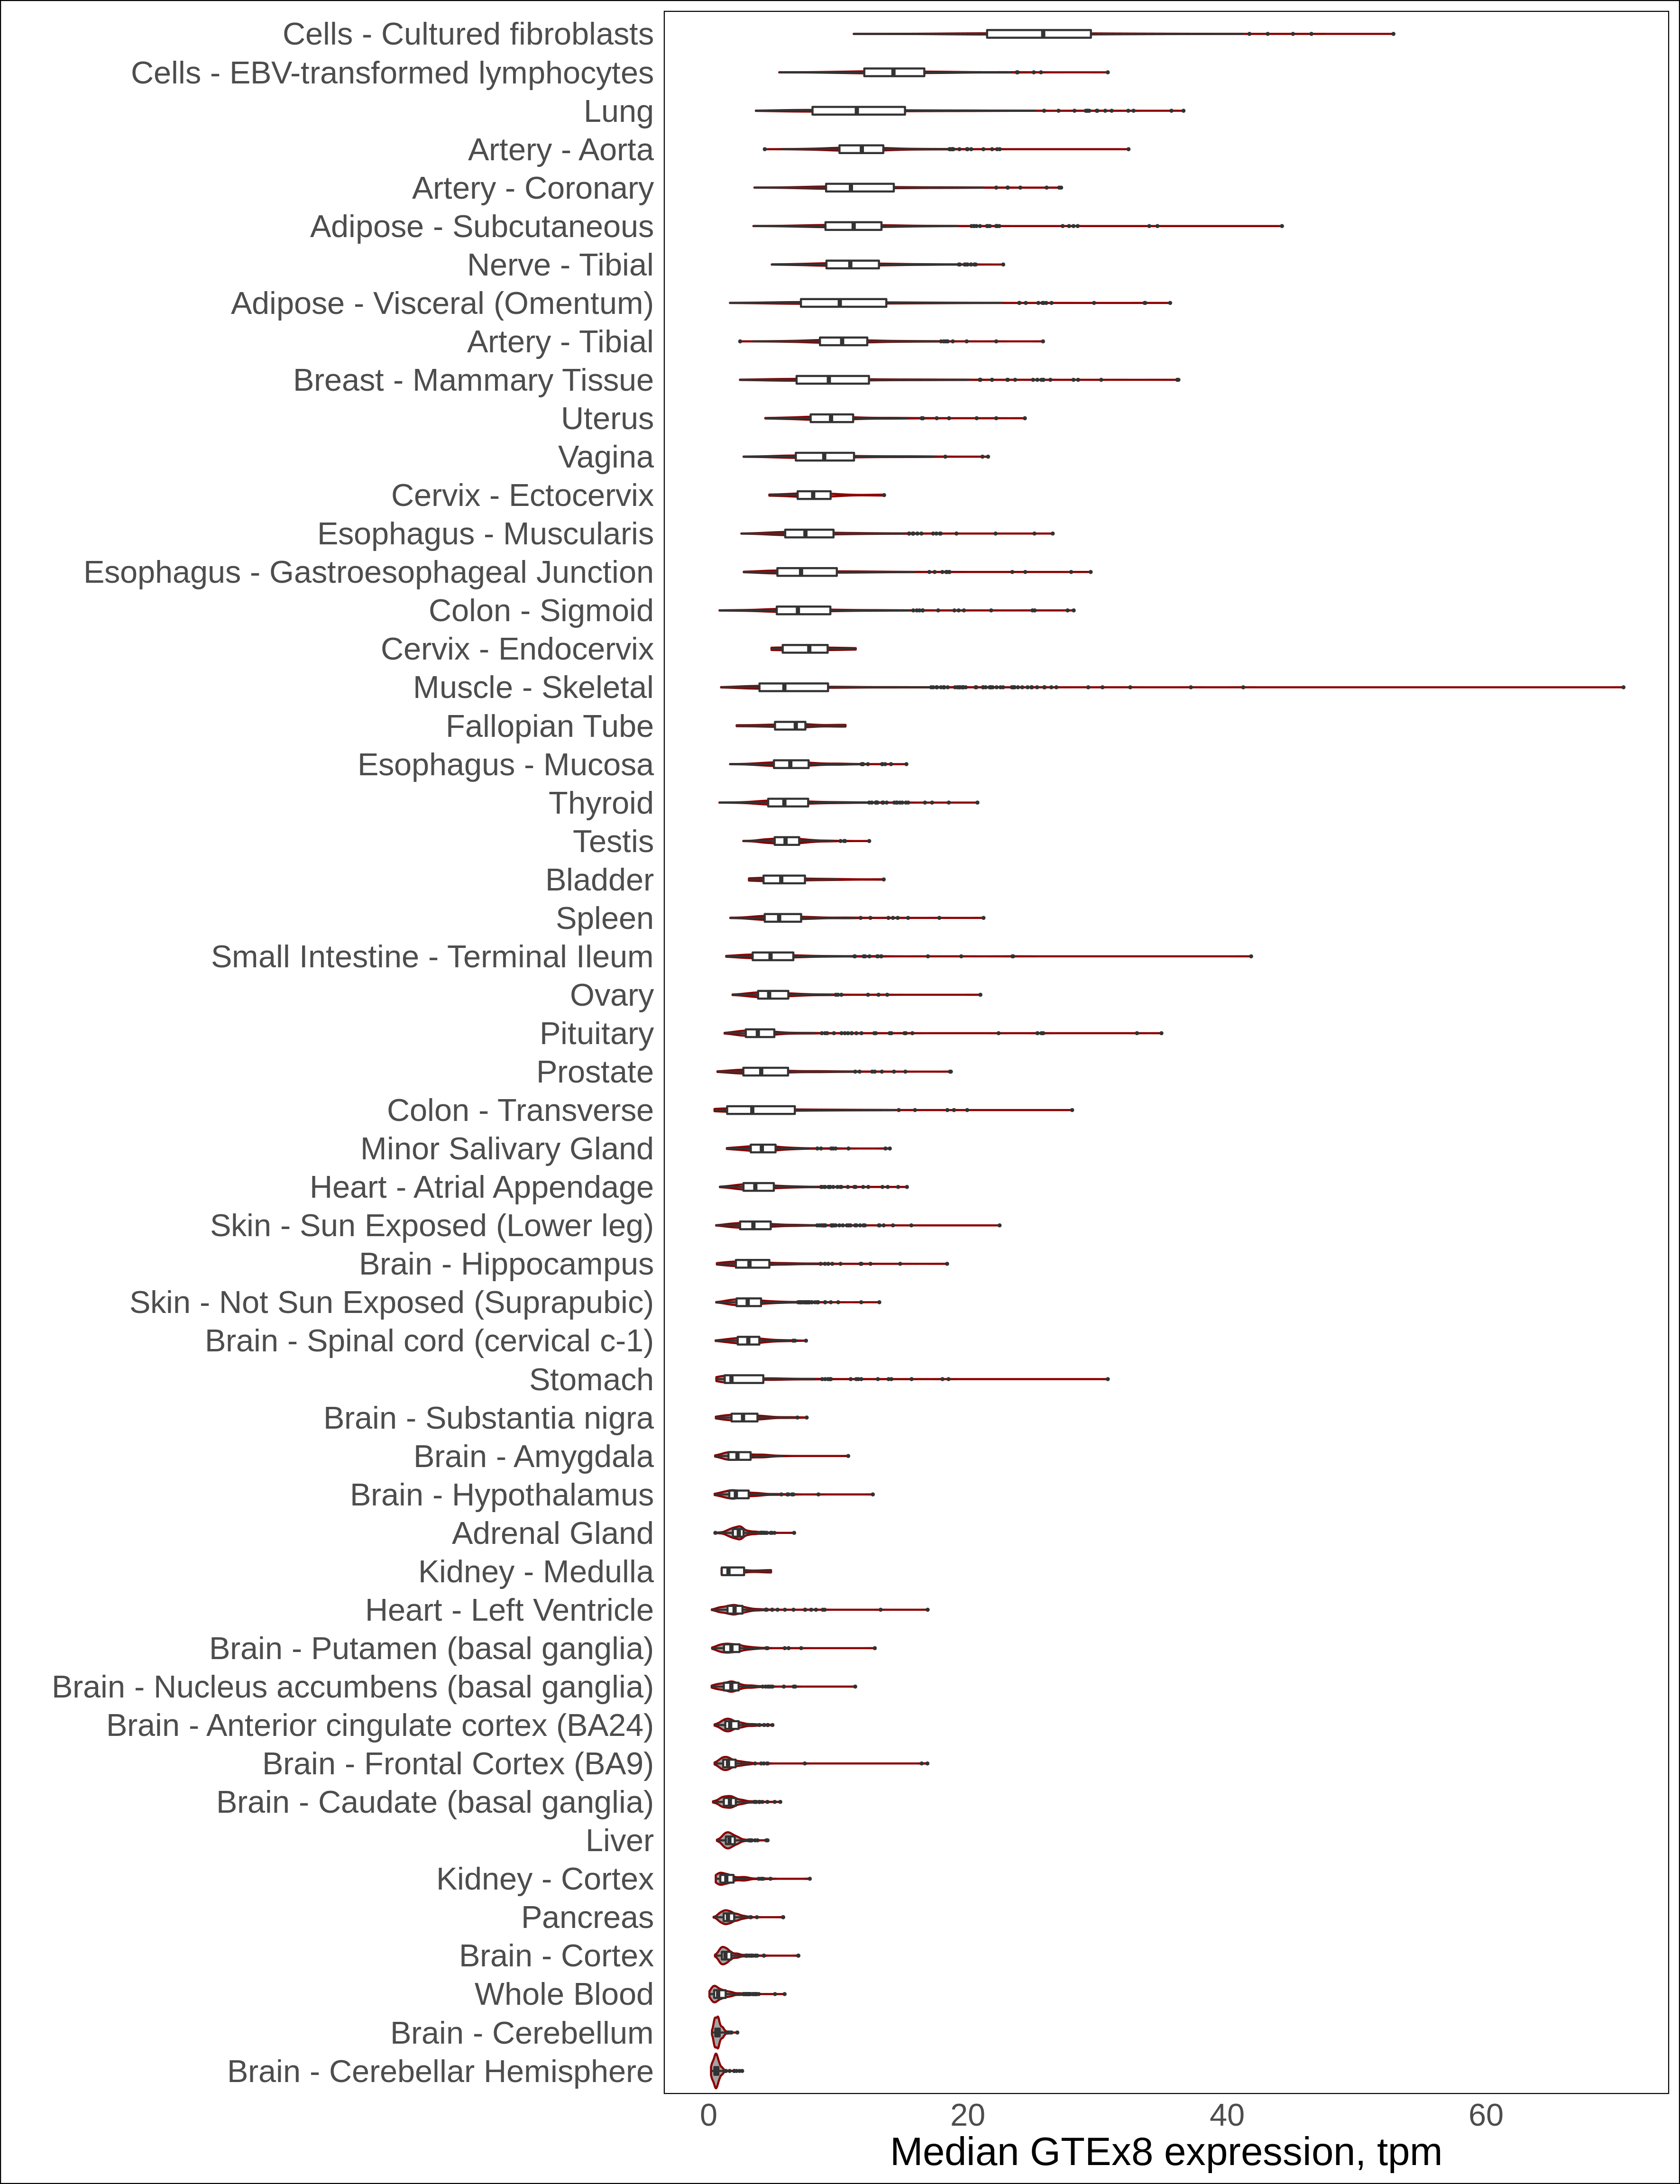 Cells - Cultured fibroblasts
Cells - EBV-transformed lymphocytes
Lung
Artery - Aorta
Artery - Coronary
Adipose - Subcutaneous
Nerve - Tibial
Adipose - Visceral (Omentum)
Artery - Tibial
Breast - Mammary Tissue
Uterus
Vagina
Cervix - Ectocervix
Esophagus - Muscularis
Esophagus - Gastroesophageal Junction
Colon - Sigmoid
Cervix - Endocervix
Muscle - Skeletal
Fallopian Tube
Esophagus - Mucosa
Thyroid
Testis
Bladder
Spleen
Small Intestine - Terminal Ileum
Ovary
Pituitary
Prostate
Colon - Transverse
Minor Salivary Gland
Heart - Atrial Appendage
Skin - Sun Exposed (Lower leg)
Brain - Hippocampus
Skin - Not Sun Exposed (Suprapubic)
Brain - Spinal cord (cervical c-1)
Stomach
Brain - Substantia nigra
Brain - Amygdala
Brain - Hypothalamus
Adrenal Gland
Kidney - Medulla
Heart - Left Ventricle
Brain - Putamen (basal ganglia)
Brain - Nucleus accumbens (basal ganglia)
Brain - Anterior cingulate cortex (BA24)
Brain - Frontal Cortex (BA9)
Brain - Caudate (basal ganglia)
Liver
Kidney - Cortex
Pancreas
Brain - Cortex
Whole Blood
Brain - Cerebellum
Brain - Cerebellar Hemisphere
0 20 40 60
Median GTEx8 expression, tpm